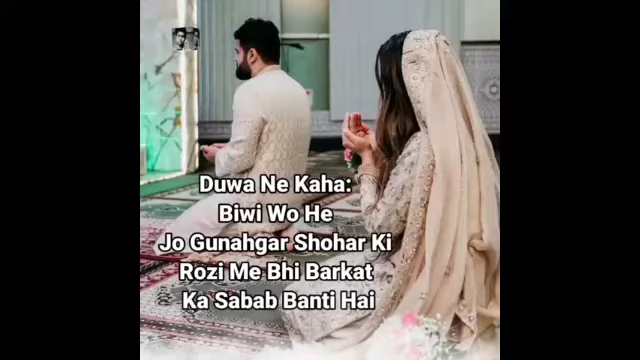 Duwa Ne Kaha:
Biwi Wo He
Jo Gunahgar Shohar Ki
Rozi Me Bhi Barkat
Ka Sabab Banti Hai